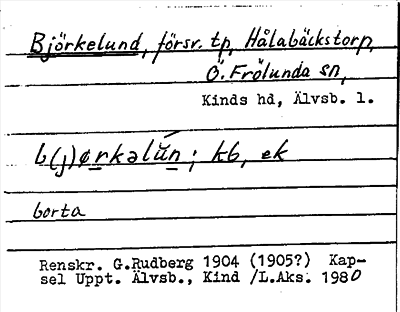 Björkelund, försv. tp, Hålabäckstorp,
Ö. Frölunda sn,
Kinds hd, Älvsb. l.
b(j)ørkəlŭ́n ; kb, ek
borta
Renskr. G.Rudberg 1904 (1905?) Kap-
sel Uppt. Älvsb., Kind /L.Aks. 1980